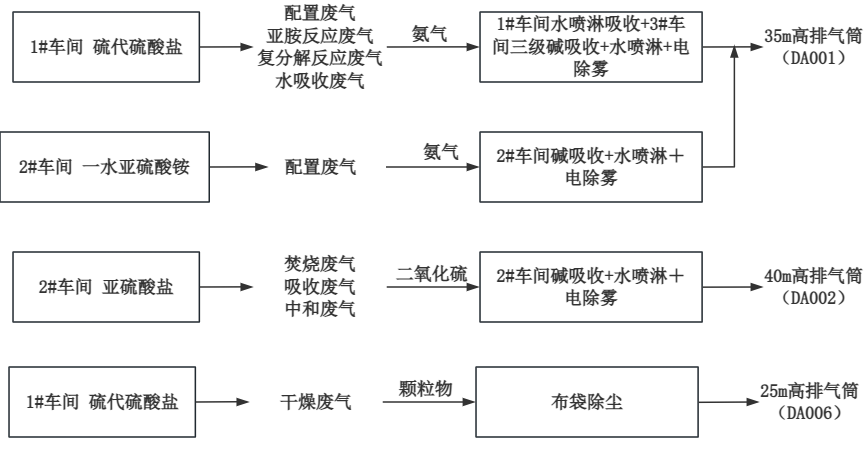 1#车间 硫代硫酸盐
配置废气
亚胺反应废气
复分解反应废气
水吸收废气
氨气
1#车间水喷淋吸收+3#车
间三级碱吸收+水喷淋+电
除雾
35m高排气筒
（DA001）
2#车间 一水亚硫酸铵
配置废气
氨气
2#车间碱吸收+水喷淋＋
电除雾
2#车间 亚硫酸盐
焚烧废气
吸收废气
中和废气
二氧化硫
2#车间碱吸收+水喷淋＋
电除雾
40m高排气筒
（DA002）
1#车间 硫代硫酸盐
干燥废气
颗粒物
布袋除尘
25m高排气筒
（DA006）